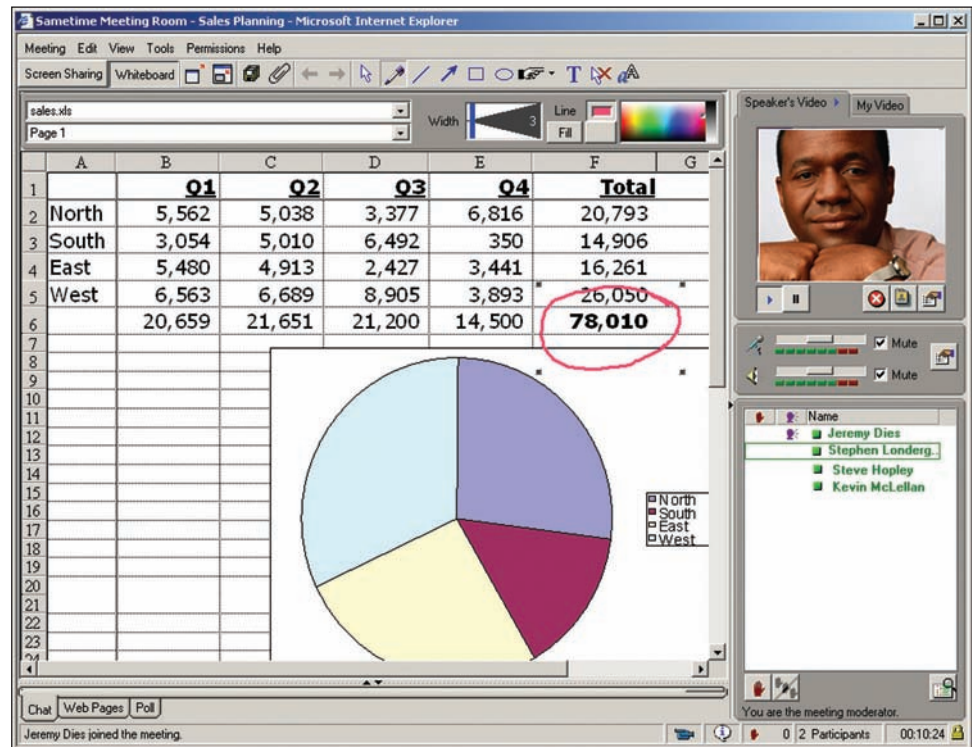 Sametime Meeting Room - Sales Planning - Microsoft Internet Explorer
Meeting Edit View Tools Permissions Help
Screen Sharing Whiteboard T aA
sales.xls
Page 1
Width 3 Line
Fill
Speaker's Video My Video
A B C D E F G
1 Q1 Q2 Q3 Q4 Total
2 North 5,562 5,038 3,377 6,816 20,793
3 South 3,054 5,010 6,492 350 14,906
4 East 5,480 4,913 2,427 3,441 16,261
5 West 6,563 6,689 8,905 3,893 26,050
6 20,659 21,651 21,200 14,500 78,010
7
8
9
10
11
12
13
14
15
16
17
18
19
20
21
22
23
24
North
South
East
West
Mute
Mute
Name
Jeremy Dies
Stephen Londerg..
Steve Hopley
Kevin McLellan
You are the meeting moderator.
Chat Web Pages Poll
Jeremy Dies joined the meeting. 0 2 Participants 00:10:24